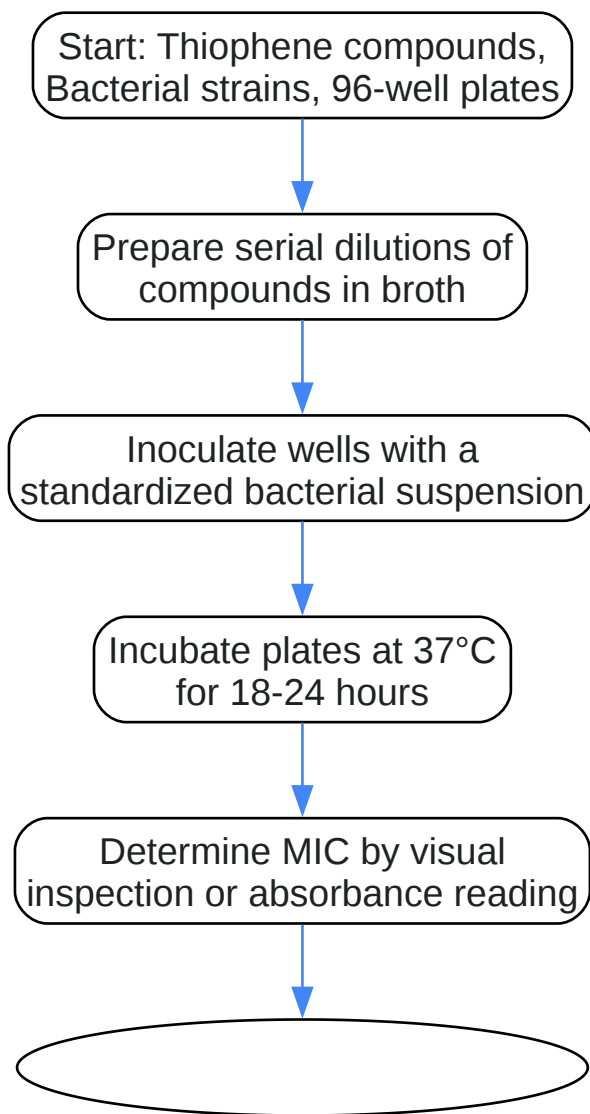 Start: Thiophene compounds,
Bacterial strains, 96-well plates
Prepare serial dilutions of
compounds in broth
Inoculate wells with a
standardized bacterial suspension
Incubate plates at 37°C
for 18-24 hours
Determine MIC by visual
inspection or absorbance reading